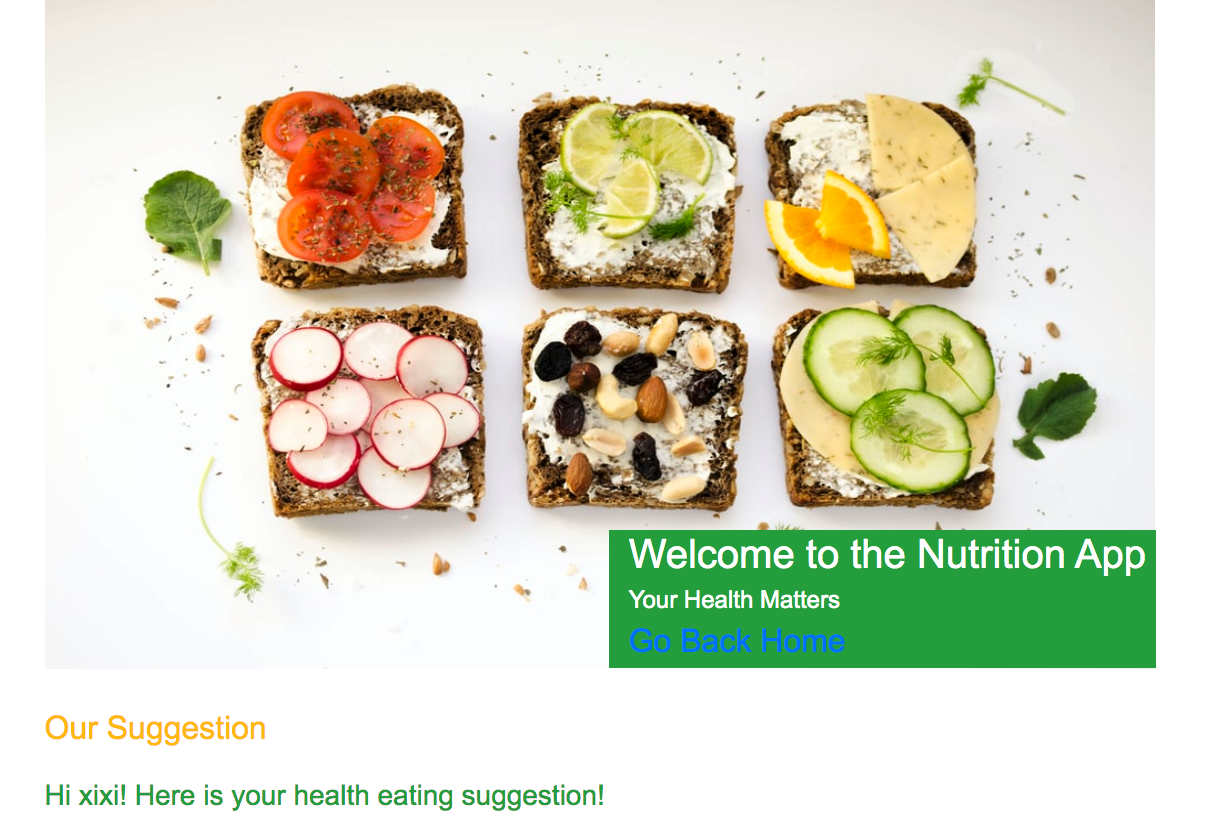 Welcome to the Nutrition App
Your Health Matters
Go Back Home
Our Suggestion
Hi xixi! Here is your health eating suggestion!